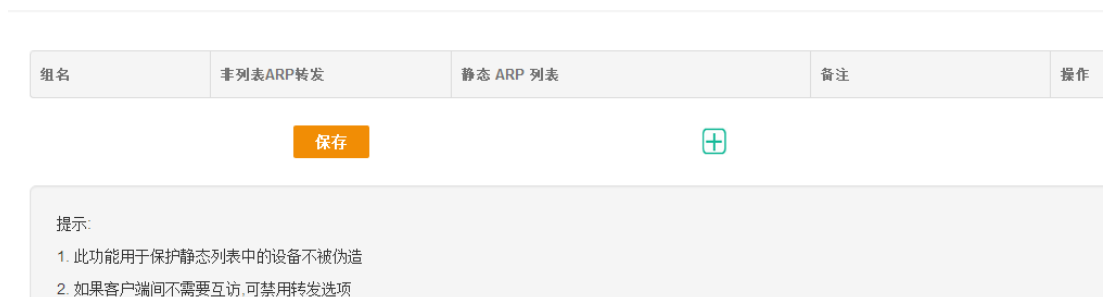 组名 非列表ARP转发 静态 ARP 列表 备注 操作
保存
提示:
1. 此功能用于保护静态列表中的设备不被伪造
2. 如果客户端间不需要互访,可禁用转发选项